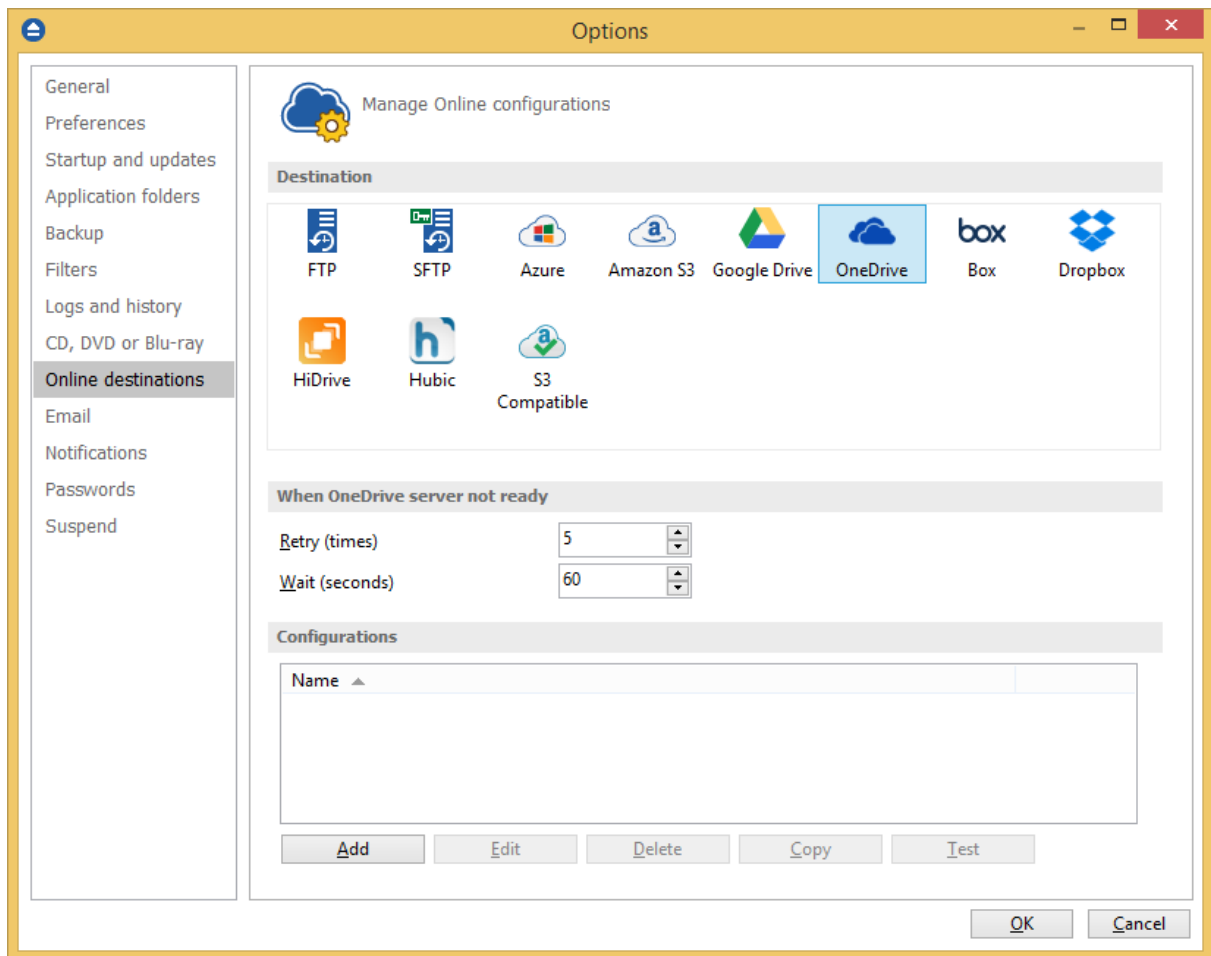 Options
General
Preferences
Startup and updates
Application folders
Backup
Filters
Logs and history
CD, DVD or Blu-ray
Online destinations
Email
Notifications
Passwords
Suspend
Manage Online configurations
Destination
FTP
SFTP
Azure
a
Amazon S3
Google Drive
OneDrive
box
Box
Dropbox
HiDrive
h
Hubic
a
S3
Compatible
When OneDrive server not ready
Retry (times) 5
Wait (seconds) 60
Configurations
Name
Add Edit Delete Copy Test
OK Cancel